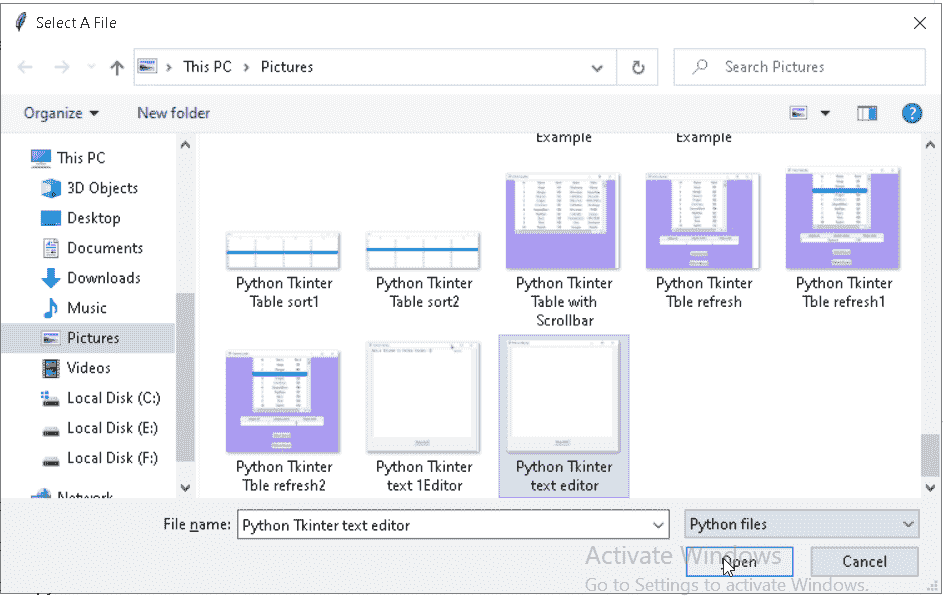 Select A File
This PC > Pictures
Search Pictures
Organize
New folder
?
This PC
3D Objects
Desktop
Documents
Downloads
Music
Pictures
Videos
Local Disk (C:)
Local Disk (E:)
Local Disk (F:)
Network
Example
Example
Python Tkinter
Table sort1
Python Tkinter
Table sort2
Python Tkinter
Table with
Scrollbar
Python Tkinter
Tble refresh
Python Tkinter
Tble refresh1
Python Tkinter
Tble refresh2
Python Tkinter
text 1Editor
Python Tkinter
text editor
File name:
Python Tkinter text editor
Python files
Open
Cancel
Activate Windows
Go to Settings to activate Windows.